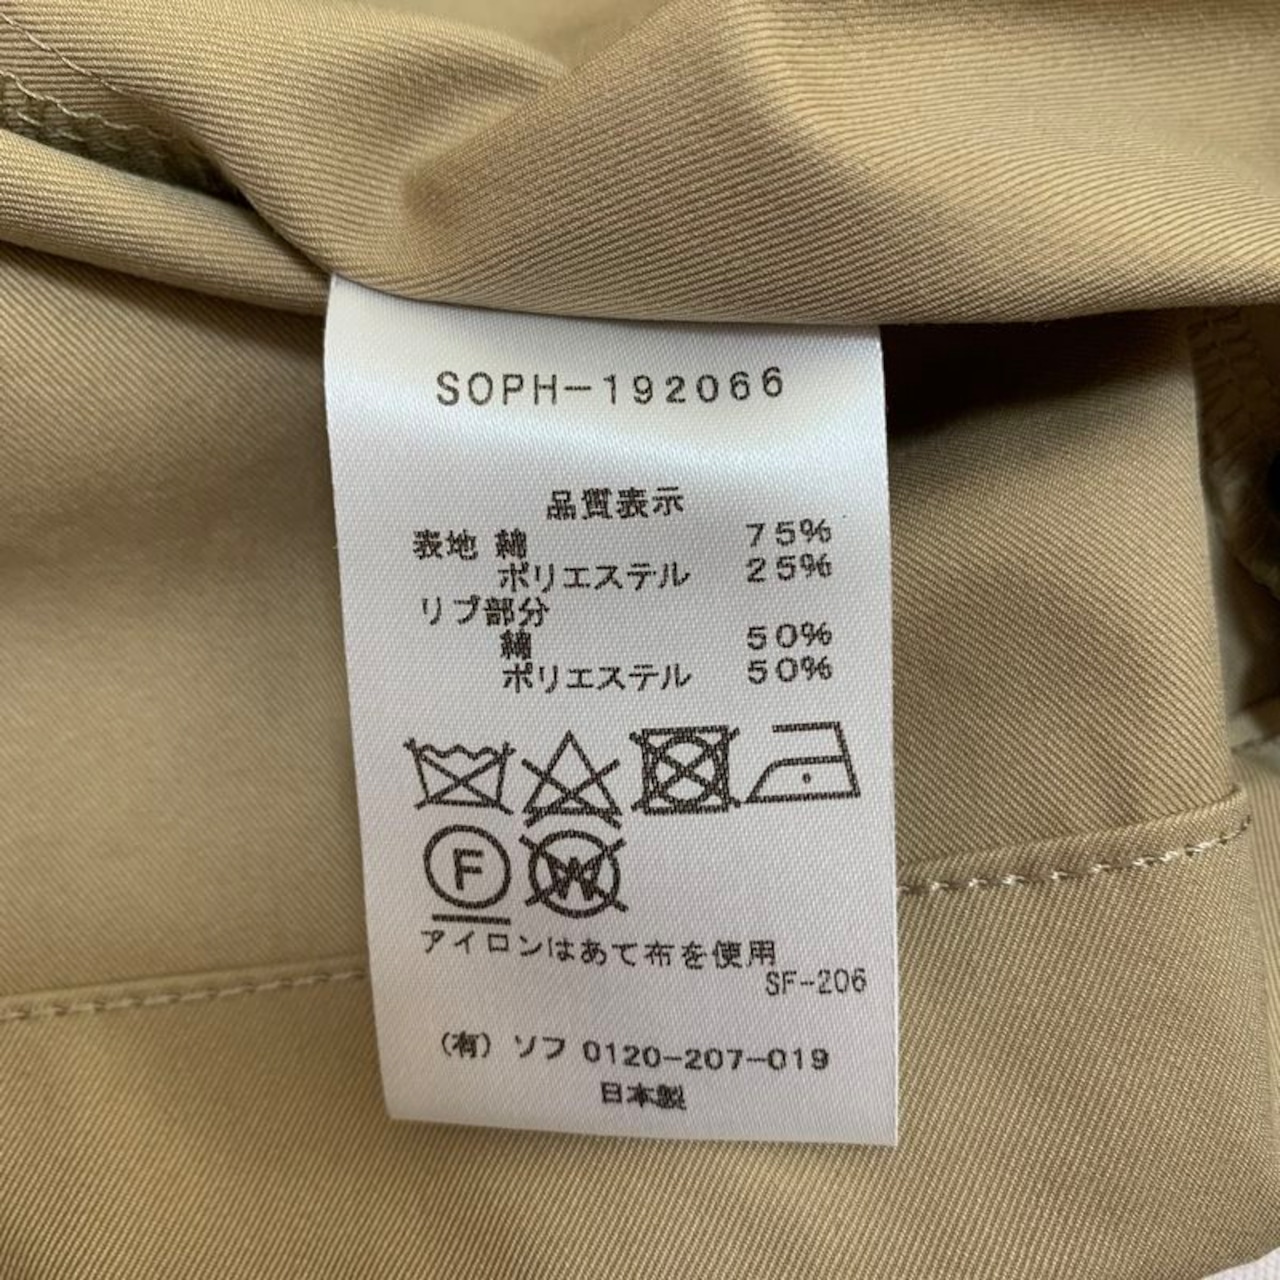 SOPH-192066
品質表示
表地 綿 75%
ポリエステル 25%
リブ部分
綿 50%
ポリエステル 50%
F W
アイロンはあて布を使用
SF-206
(有) ソフ 0120-207-019
日本製